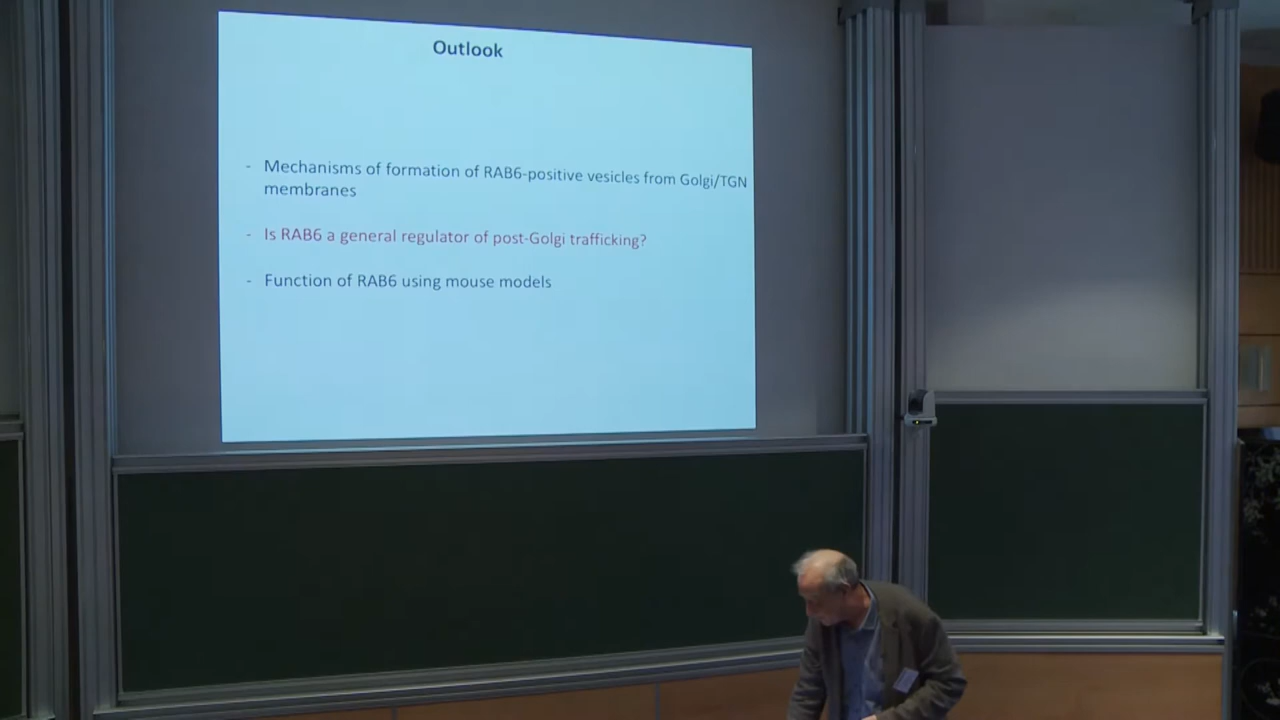 Outlook
- Mechanisms of formation of RAB6-positive vesicles from Golgi/TGN
membranes
- Is RAB6 a general regulator of post-Golgi trafficking?
- Function of RAB6 using mouse models